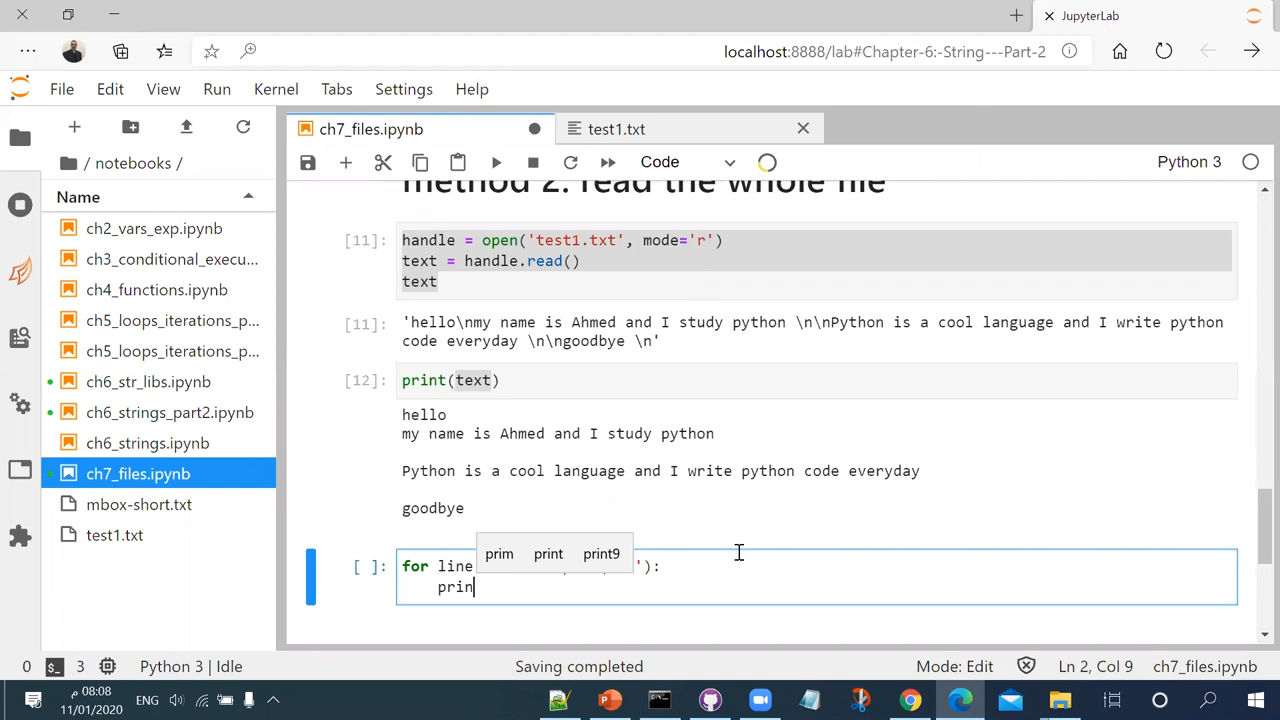 JupyterLab
localhost:8888/lab#Chapter-6:-String---Part-2
File Edit View Run Kernel Tabs Settings Help
ch7_files.ipynb
test1.txt
/ notebooks /
Code
Python 3
Name
ch2_vars_exp.ipynb
ch3_conditional_execu...
ch4_functions.ipynb
ch5_loops_iterations_p...
ch5_loops_iterations_p...
ch6_str_libs.ipynb
ch6_strings_part2.ipynb
ch6_strings.ipynb
ch7_files.ipynb
mbox-short.txt
test1.txt
method 2: read the whole file
[11]: handle = open('test1.txt', mode='r')
text = handle.read()
text
[11]: 'hello\nmy name is Ahmed and I study python \n\nPython is a cool language and I write python
code everyday \n\ngoodbye \n'
[12]: print(text)
hello
my name is Ahmed and I study python
Python is a cool language and I write python code everyday
goodbye
prim print print9
[ ]: for line '):
prin
0 3 Python 3 | Idle Saving completed Mode: Edit Ln 2, Col 9 ch7_files.ipynb
ENG
08:08 م
11/01/2020